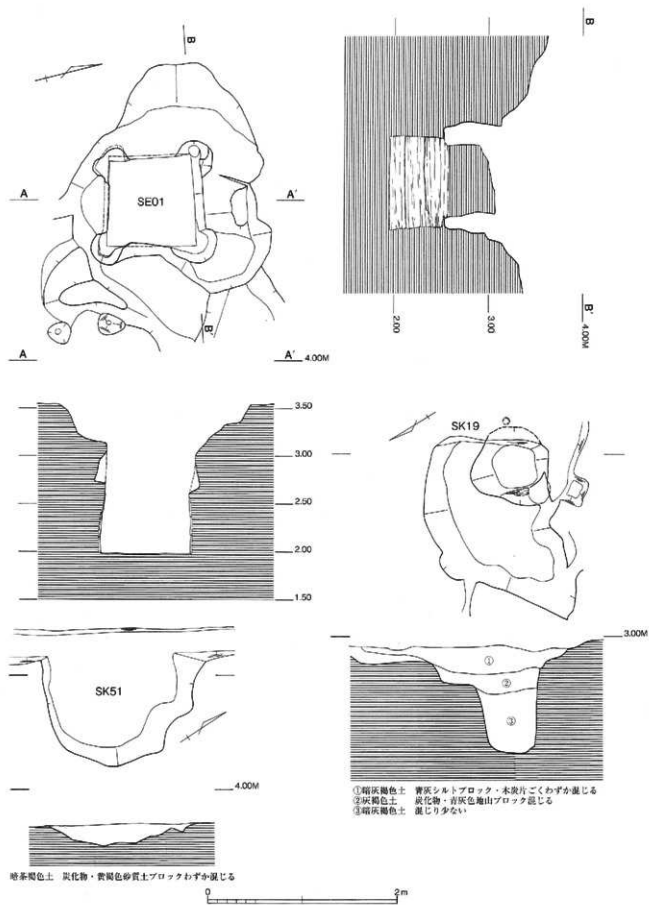 B
SE01
A
A'
B'
A
A'
4.00M
B
2.00
3.00
B'
4.00M
3.50
3.00
2.50
2.00
1.50
SK19
3.00M
①
②
③
①暗灰褐色土 青灰シルトブロック・木炭片ごくわずか混じる
②灰褐色土 炭化物・青灰色地山ブロック混じる
③暗灰褐色土 混じり少ない
SK51
4.00M
暗茶褐色土 炭化物・黄褐色砂質土ブロックわずか混じる
0
2m